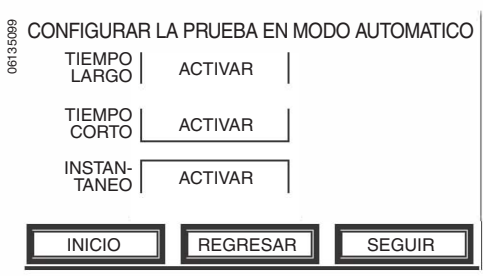 06135099
CONFIGURAR LA PRUEBA EN MODO AUTOMATICO
TIEMPO
LARGO
ACTIVAR
TIEMPO
CORTO
ACTIVAR
INSTAN-
TANEO
ACTIVAR
INICIO
REGRESAR
SEGUIR